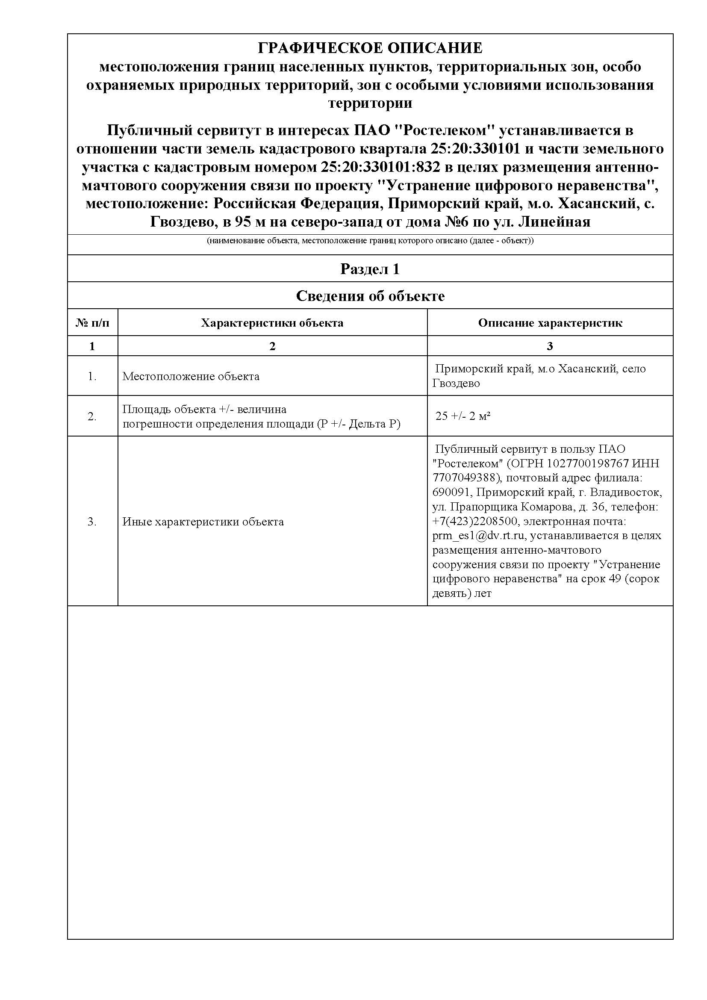 ГРАФИЧЕСКОЕ ОПИСАНИЕ
местоположения границ населенных пунктов, территориальных зон, особо
охраняемых природных территорий, зон с особыми условиями использования
территории
Публичный сервитут в интересах ПАО "Ростелеком" устанавливается в
отношении части земель кадастрового квартала 25:20:330101 и части земельного
участка с кадастровым номером 25:20:330101:832 в целях размещения антенно-
мачтового сооружения связи по проекту "Устранение цифрового неравенства",
местоположение: Российская Федерация, Приморский край, м.о. Хасанский, с.
Гвоздево, в 95 м на северо-запад от дома №6 по ул. Линейная
(наименование объекта, местоположение границ которого описано (далее - объект))
Раздел 1
Сведения об объекте
№ п/п Характеристики объекта Описание характеристик
1 2 3
1. Местоположение объекта Приморский край, м.о Хасанский, село
Гвоздево
2. Площадь объекта +/- величина
погрешности определения площади (Р +/- Дельта Р) 25 +/- 2 м²
3. Иные характеристики объекта
Публичный сервитут в пользу ПАО
"Ростелеком" (ОГРН 1027700198767 ИНН
7707049388), почтовый адрес филиала:
690091, Приморский край, г. Владивосток,
ул. Прапорщика Комарова, д. 36, телефон:
+7(423)2208500, электронная почта:
prm_es1@dv.rt.ru, устанавливается в целях
размещения антенно-мачтового
сооружения связи по проекту "Устранение
цифрового неравенства" на срок 49 (сорок
девять) лет